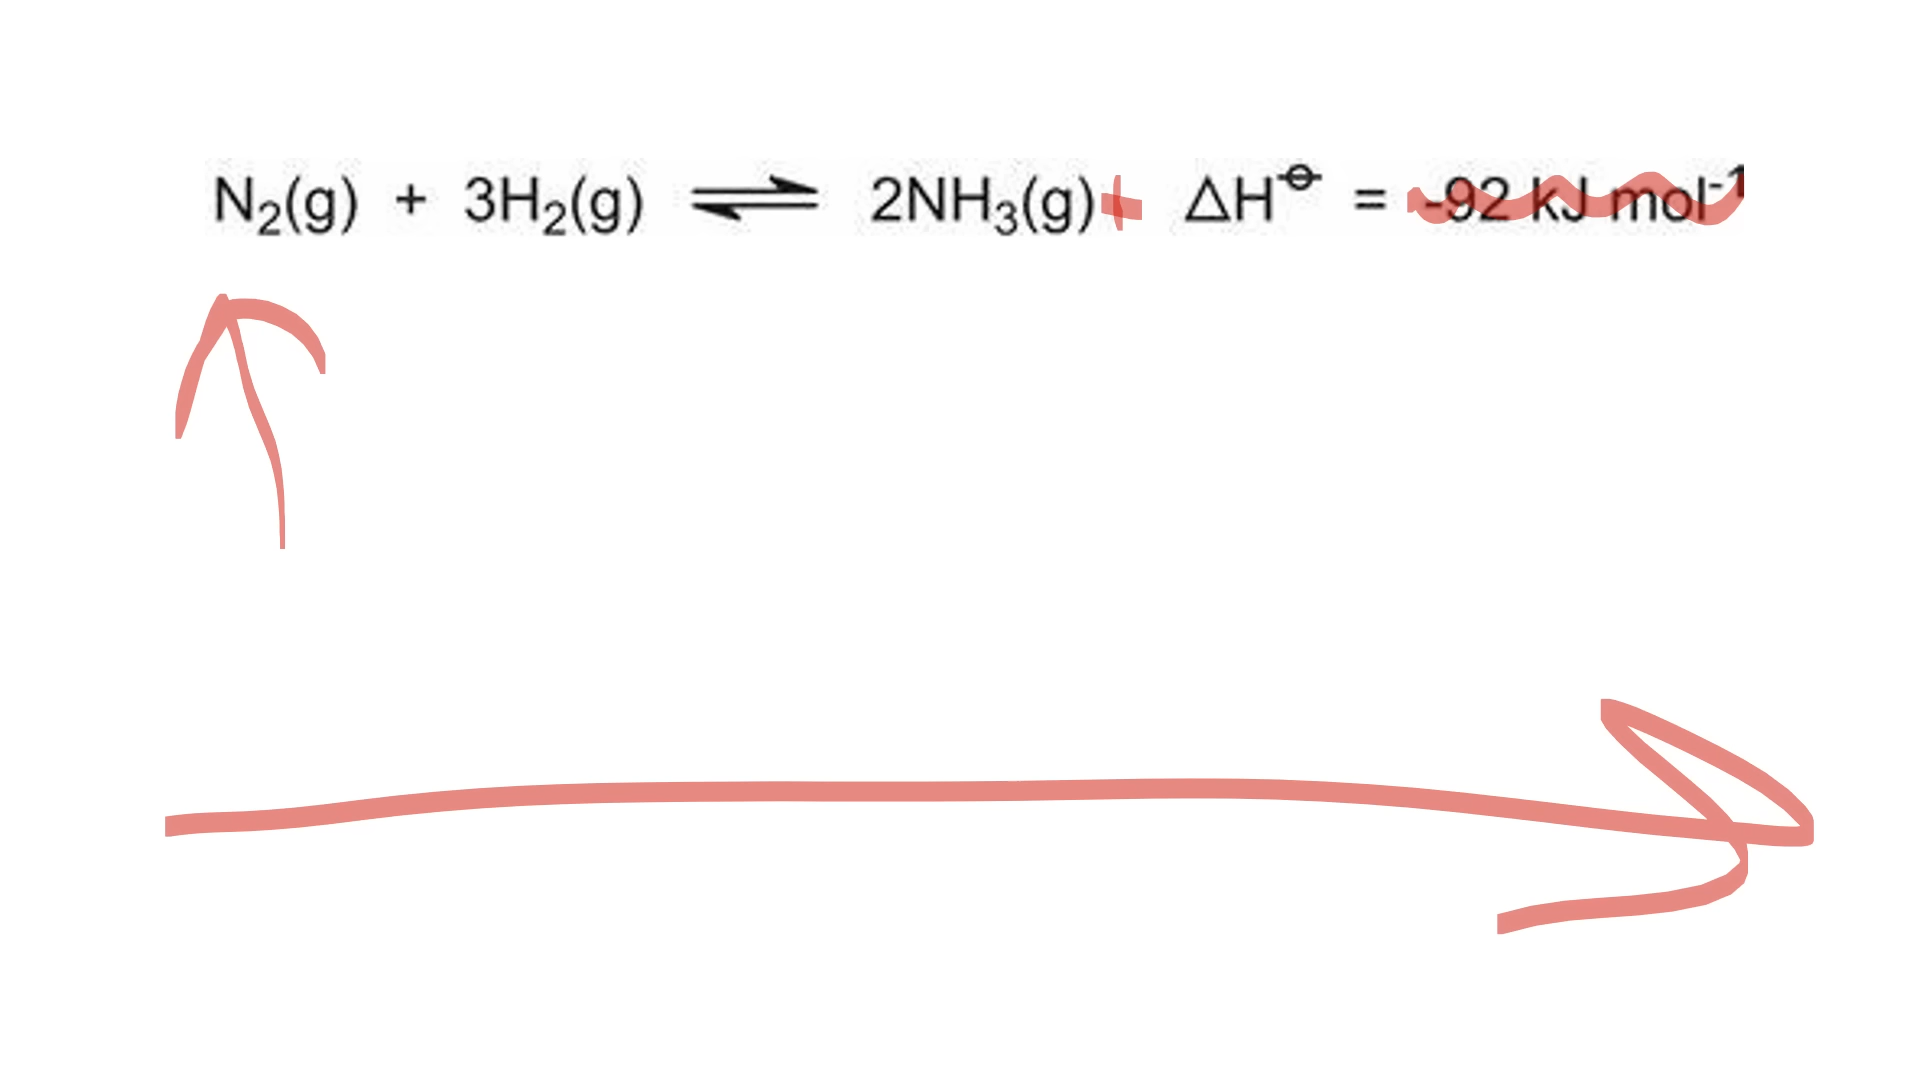 N₂(g) + 3H₂(g) ⇌ 2NH₃(g) + ΔH⦵ = -92 kJ mol⁻¹